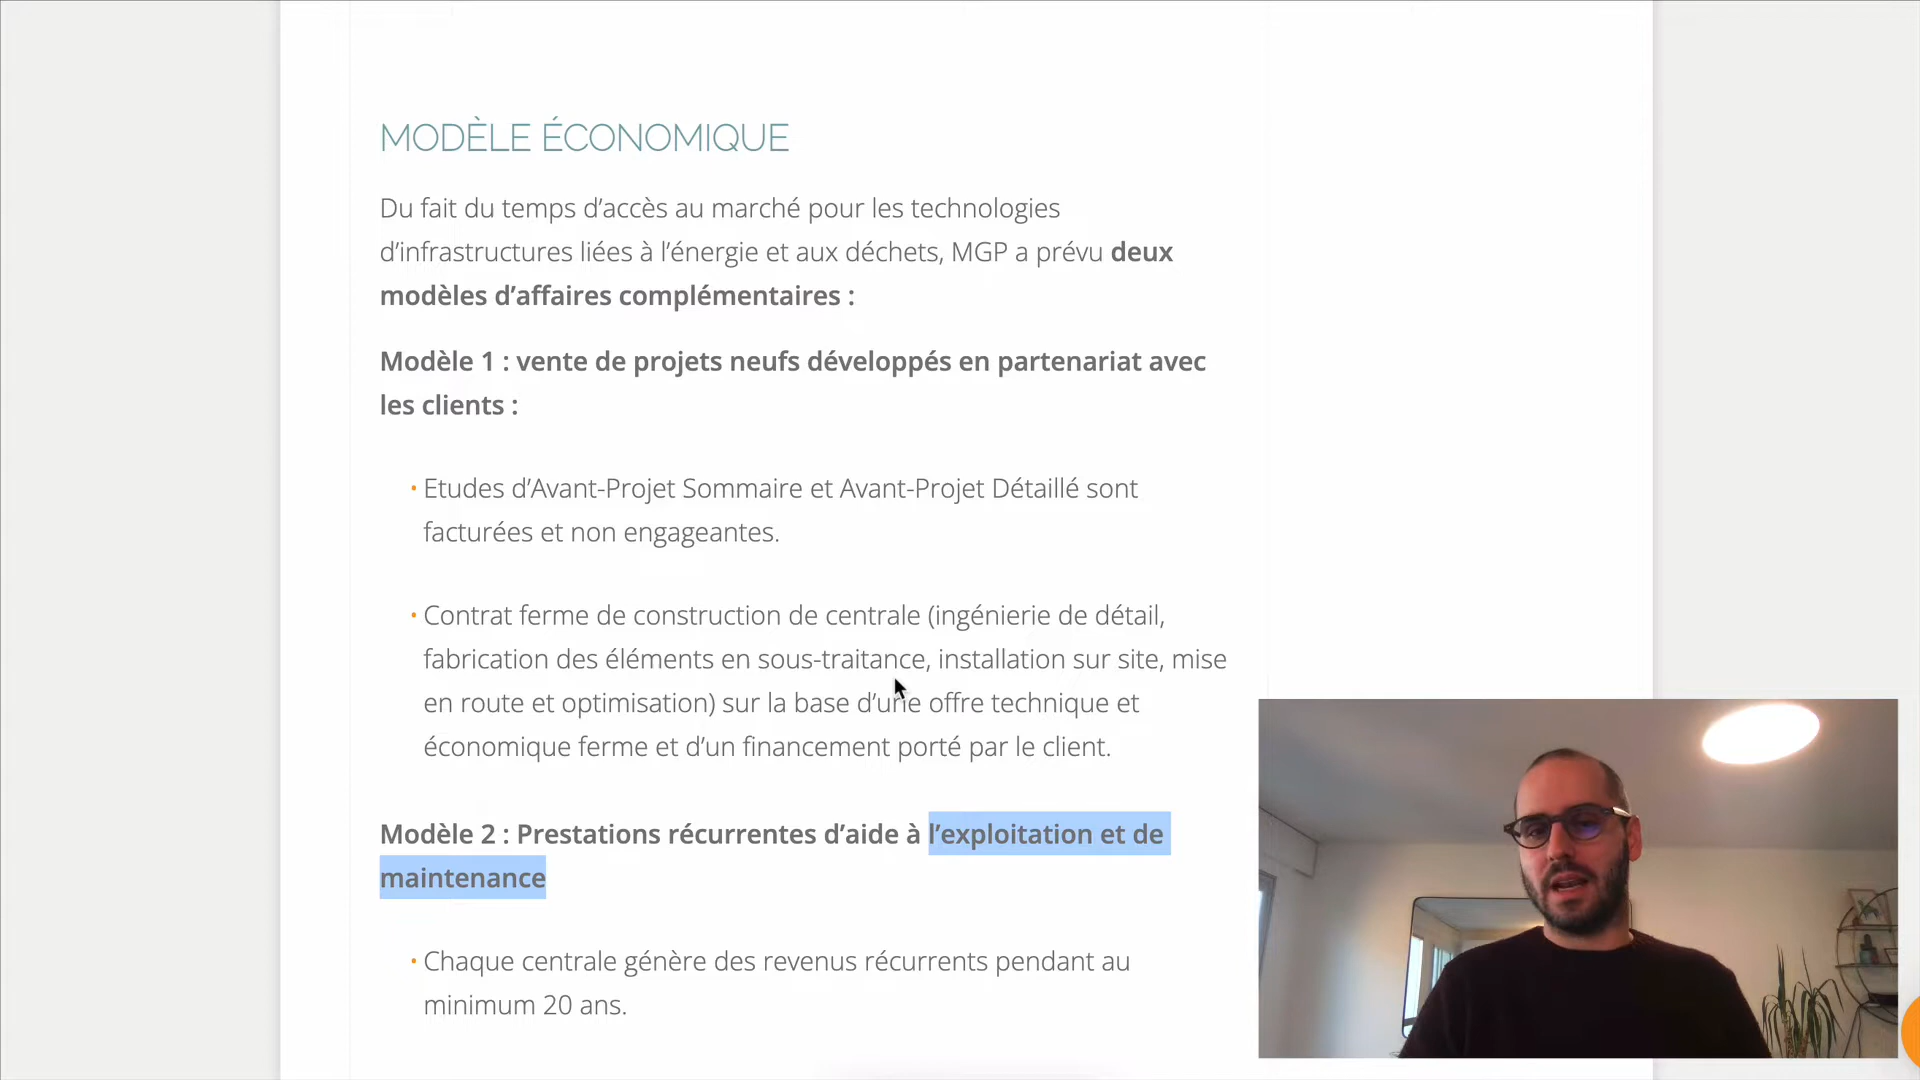 MODÈLE ÉCONOMIQUE
Du fait du temps d’accès au marché pour les technologies
d’infrastructures liées à l’énergie et aux déchets, MGP a prévu deux
modèles d’affaires complémentaires :
Modèle 1 : vente de projets neufs développés en partenariat avec
les clients :
• Etudes d’Avant-Projet Sommaire et Avant-Projet Détaillé sont
facturées et non engageantes.
• Contrat ferme de construction de centrale (ingénierie de détail,
fabrication des éléments en sous-traitance, installation sur site, mise
en route et optimisation) sur la base d’une offre technique et
économique ferme et d’un financement porté par le client.
Modèle 2 : Prestations récurrentes d’aide à l’exploitation et de
maintenance
• Chaque centrale génère des revenus récurrents pendant au
minimum 20 ans.